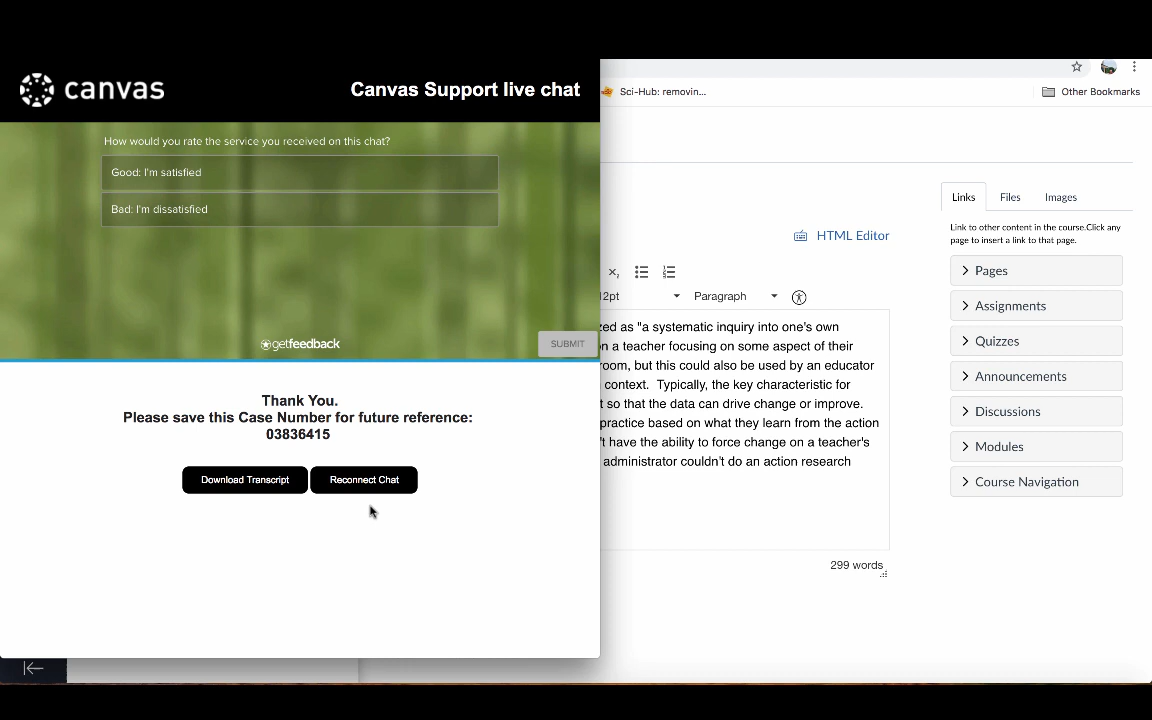 canvas
Canvas Support live chat
How would you rate the service you received on this chat?
Good: I'm satisfied
Bad: I'm dissatisfied
getfeedback
SUBMIT
Thank You.
Please save this Case Number for future reference:
03836415
Download Transcript
Reconnect Chat
Sci-Hub: removin...
Other Bookmarks
HTML Editor
12pt
Paragraph
zed as "a systematic inquiry into one's own
n a teacher focusing on some aspect of their
room, but this could also be used by an educator
context. Typically, the key characteristic for
t so that the data can drive change or improve.
practice based on what they learn from the action
't have the ability to force change on a teacher's
administrator couldn't do an action research
299 words
Links
Files
Images
Link to other content in the course.Click any
page to insert a link to that page.
Pages
Assignments
Quizzes
Announcements
Discussions
Modules
Course Navigation